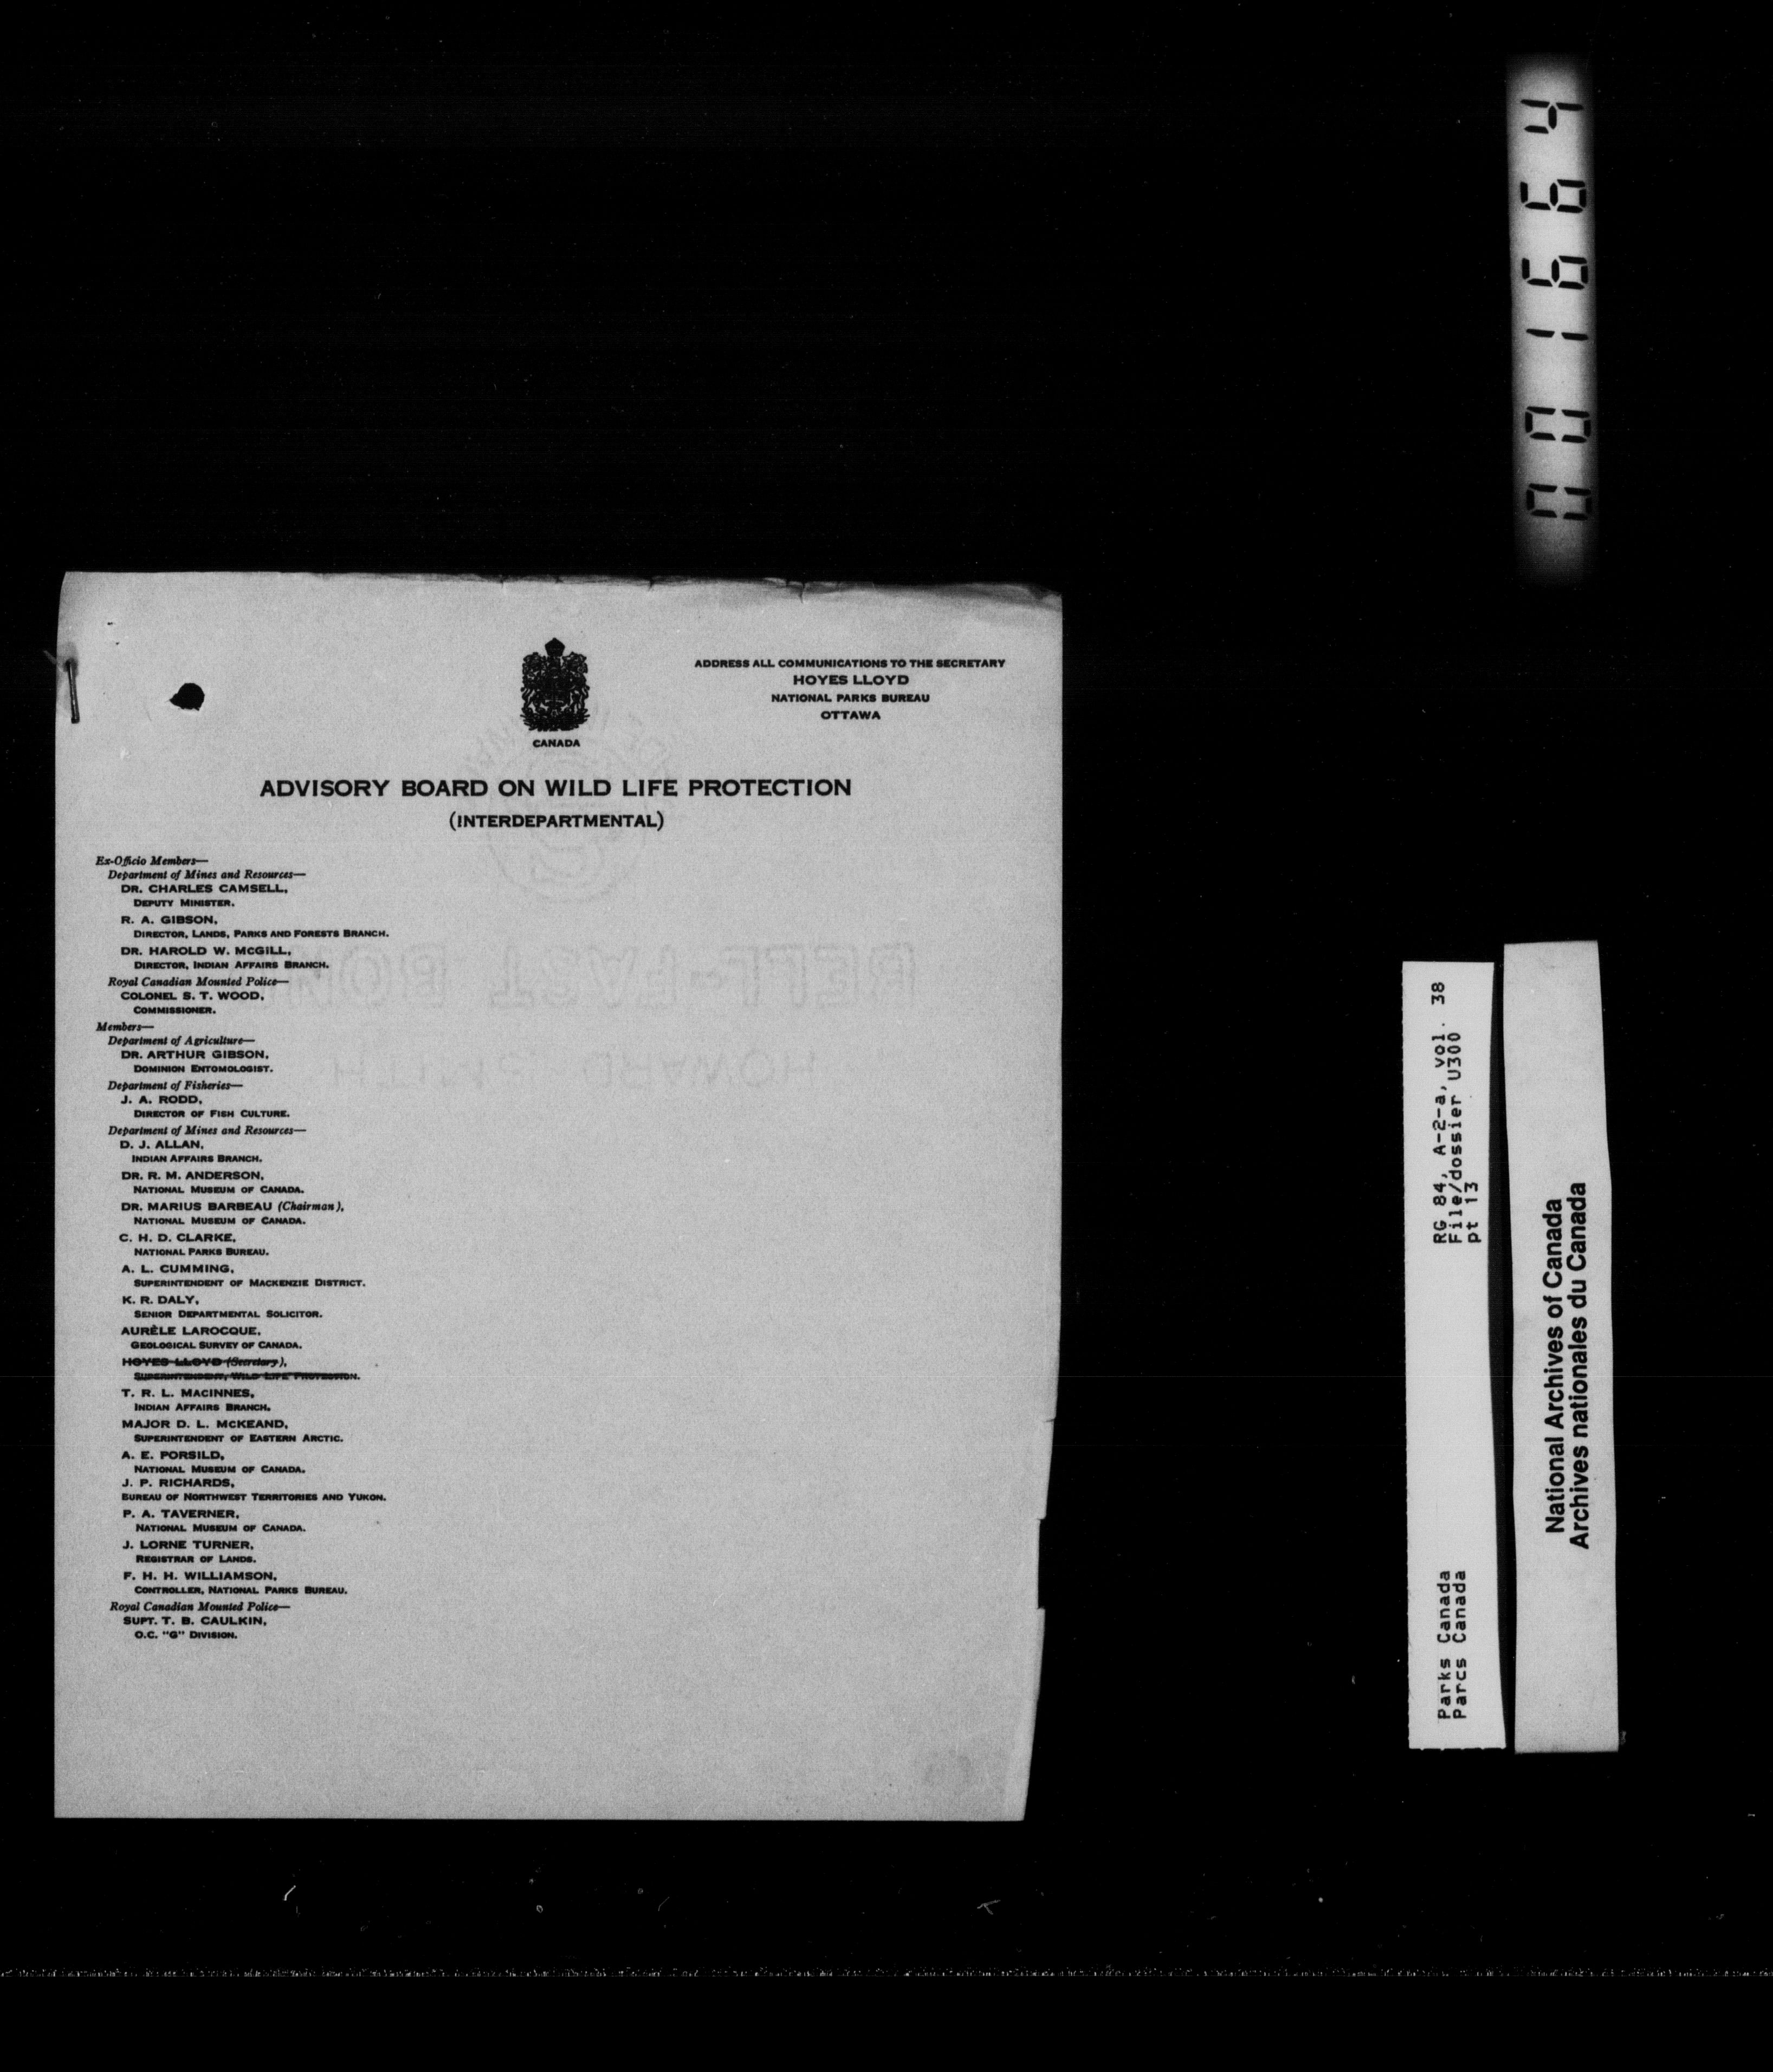 001664
ADDRESS ALL COMMUNICATIONS TO THE SECRETARY
HOYES LLOYD
NATIONAL PARKS BUREAU
OTTAWA
CANADA
ADVISORY BOARD ON WILD LIFE PROTECTION
(INTERDEPARTMENTAL)
Ex-Officio Members—
Department of Mines and Resources—
DR. CHARLES CAMSELL,
DEPUTY MINISTER.
R. A. GIBSON,
DIRECTOR, LANDS, PARKS AND FORESTS BRANCH.
DR. HAROLD W. McGILL,
DIRECTOR, INDIAN AFFAIRS BRANCH.
Royal Canadian Mounted Police—
COLONEL S. T. WOOD,
COMMISSIONER.
Members—
Department of Agriculture—
DR. ARTHUR GIBSON,
DOMINION ENTOMOLOGIST.
Department of Fisheries—
J. A. RODD,
DIRECTOR OF FISH CULTURE.
Department of Mines and Resources—
D. J. ALLAN,
INDIAN AFFAIRS BRANCH.
DR. R. M. ANDERSON,
NATIONAL MUSEUM OF CANADA.
DR. MARIUS BARBEAU (Chairman),
NATIONAL MUSEUM OF CANADA.
C. H. D. CLARKE,
NATIONAL PARKS BUREAU.
A. L. CUMMING,
SUPERINTENDENT OF MACKENZIE DISTRICT.
K. R. DALY,
SENIOR DEPARTMENTAL SOLICITOR.
AURÈLE LAROCQUE,
GEOLOGICAL SURVEY OF CANADA.
HOYES LLOYD (Secretary),
SUPERINTENDENT, WILD LIFE PROTECTION.
T. R. L. MACINNES,
INDIAN AFFAIRS BRANCH.
MAJOR D. L. McKEAND,
SUPERINTENDENT OF EASTERN ARCTIC.
A. E. PORSILD,
NATIONAL MUSEUM OF CANADA.
J. P. RICHARDS,
BUREAU OF NORTHWEST TERRITORIES AND YUKON.
P. A. TAVERNER,
NATIONAL MUSEUM OF CANADA.
J. LORNE TURNER,
REGISTRAR OF LANDS.
F. H. H. WILLIAMSON,
CONTROLLER, NATIONAL PARKS BUREAU.
Royal Canadian Mounted Police—
SUPT. T. B. CAULKIN,
O.C. "G" DIVISION.
Parks Canada
Parcs Canada
RG 84, A-2-a, vol. 38
File/dossier U300
pt 13
National Archives of Canada
Archives nationales du Canada